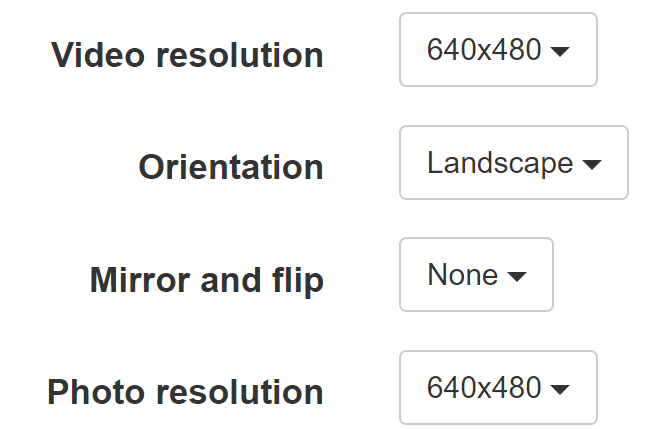 Video resolution 640x480
Orientation Landscape
Mirror and flip None
Photo resolution 640x480